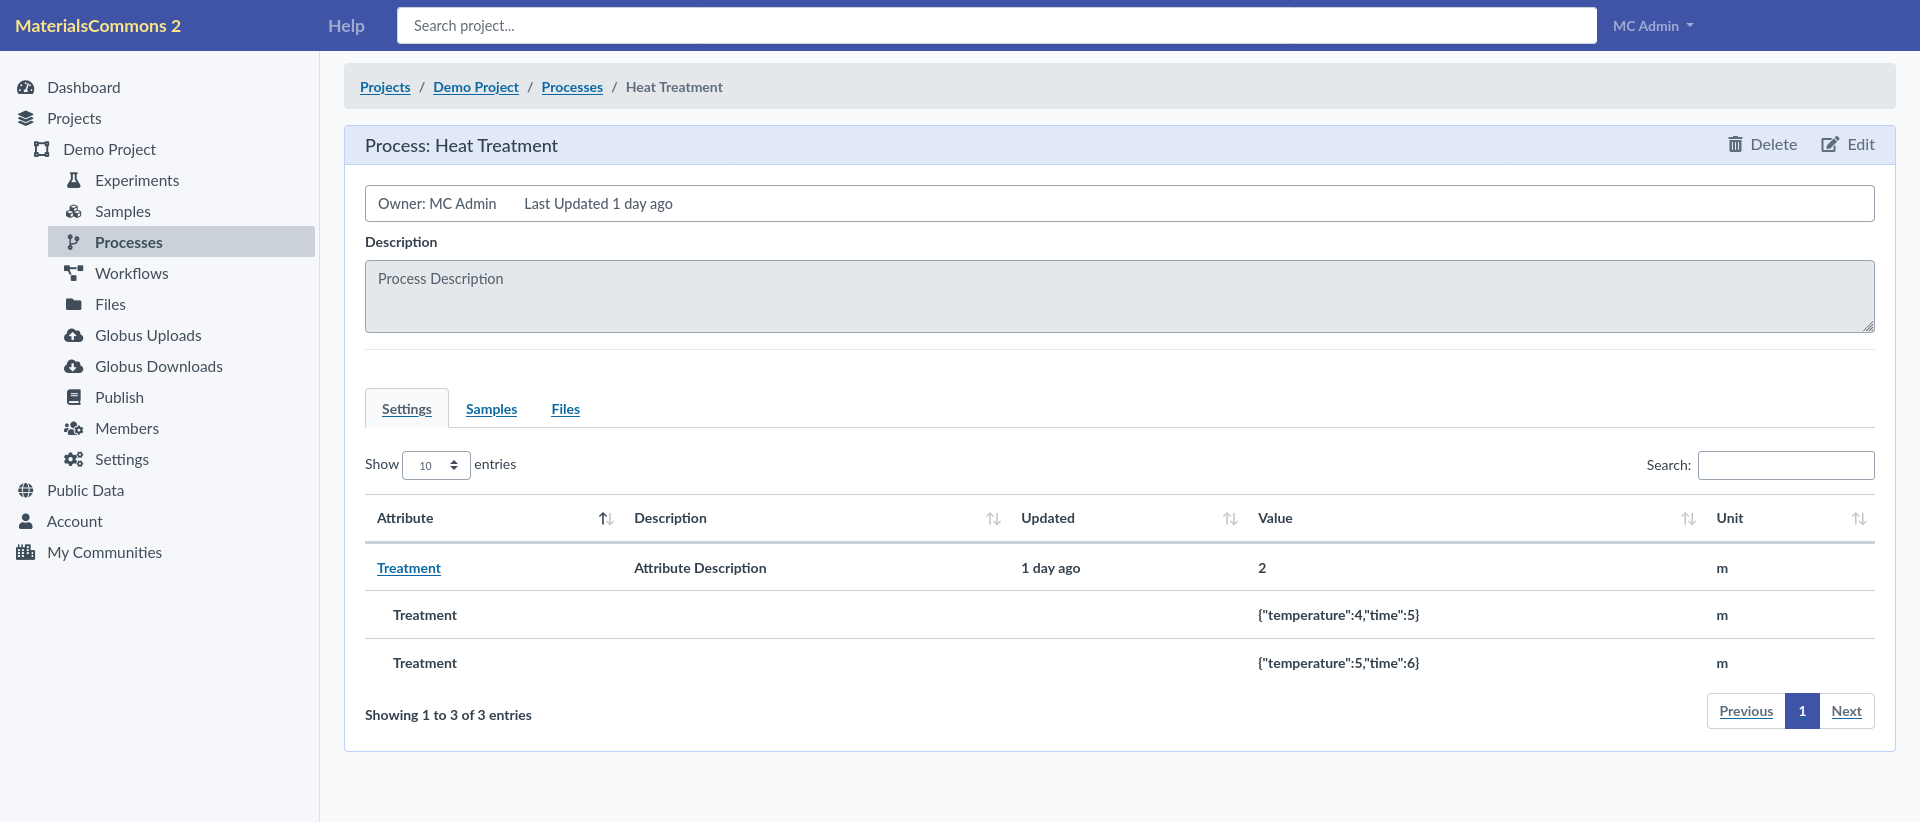 MaterialsCommons 2
Help
Search project...
MC Admin
Dashboard
Projects
Demo Project
Experiments
Samples
Processes
Workflows
Files
Globus Uploads
Globus Downloads
Publish
Members
Settings
Public Data
Account
My Communities
Projects / Demo Project / Processes / Heat Treatment
Process: Heat Treatment
Delete Edit
Owner: MC Admin Last Updated 1 day ago
Description
Process Description
Settings Samples Files
Show 10 entries
Search:
Attribute Description Updated Value Unit
Treatment Attribute Description 1 day ago 2 m
Treatment {"temperature":4,"time":5} m
Treatment {"temperature":5,"time":6} m
Showing 1 to 3 of 3 entries
Previous 1 Next